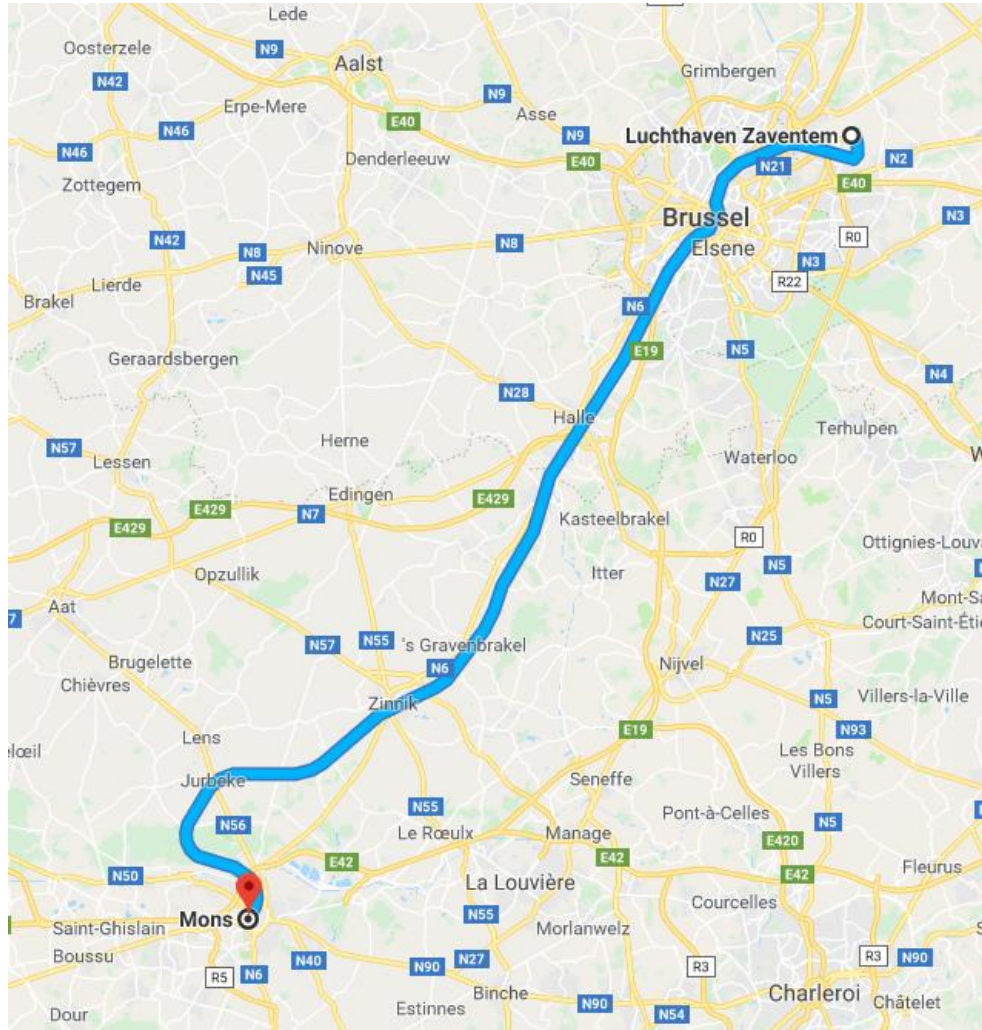 Lede
Oosterzele
N9
Aalst
Grimbergen
N42
N9
Erpe-Mere
Asse
E40
N9
Luchthaven Zaventem
N46
N46
Denderleeuw
E40
N21
N2
Zottegem
E40
Brussel
N3
N42
Ninove
N8
Elsene
R0
N8
N45
N3
Lierde
R22
Brakel
N6
E19
N5
Geraardsbergen
N4
N28
Halle
Herne
Terhulpen
N57
Waterloo
W
Lessen
Edingen
E429
E429
N7
Kasteelbrakel
E429
R0
Ottignies-Louva
Itter
N5
Opzullik
N27
Mont-Sa
Aat
Court-Saint-Étie
7
N55
N25
N57
's Gravenbrakel
Brugelette
N6
Nijvel
Chièvres
Villers-la-Ville
Zinnik
N5
E19
N93
Lens
elœil
Les Bons
Villers
Seneffe
Jurbeke
N55
Pont-à-Celles
N56
Le Rœulx
Manage
N5
E420
E42
E42
Fleurus
N50
E42
La Louvière
Mons
Courcelles
N55
Saint-Ghislain
Morlanwelz
Boussu
N40
N27
R3
N90
R5
N6
N90
R3
Binche
Charleroi
Estinnes
N90
Châtelet
Dour
N54